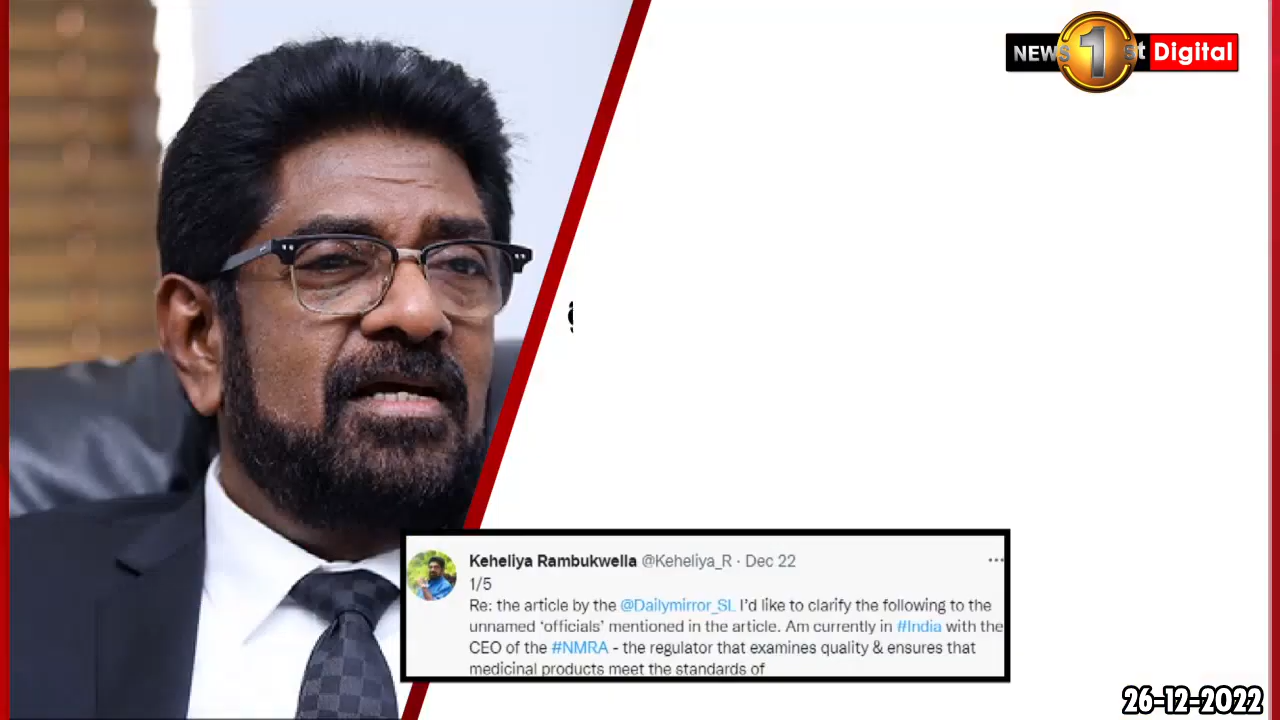 NEWS 1st Digital
Keheliya Rambukwella @Keheliya_R · Dec 22
1/5
Re: the article by the @Dailymirror_SL I'd like to clarify the following to the
unnamed 'officials' mentioned in the article. Am currently in #India with the
CEO of the #NMRA - the regulator that examines quality & ensures that
medicinal products meet the standards of
26-12-2022